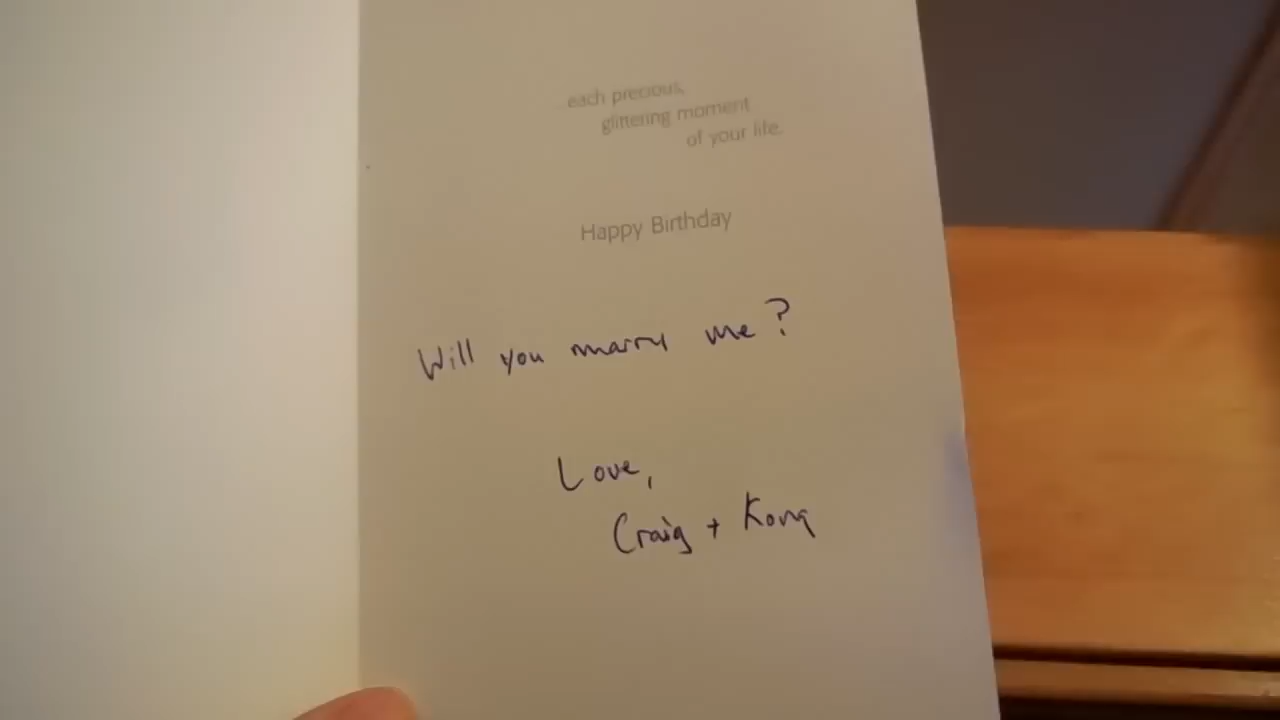 each precious,
glittering moment
of your life.
Happy Birthday
Will you marry me?
Love,
Craig + Kong